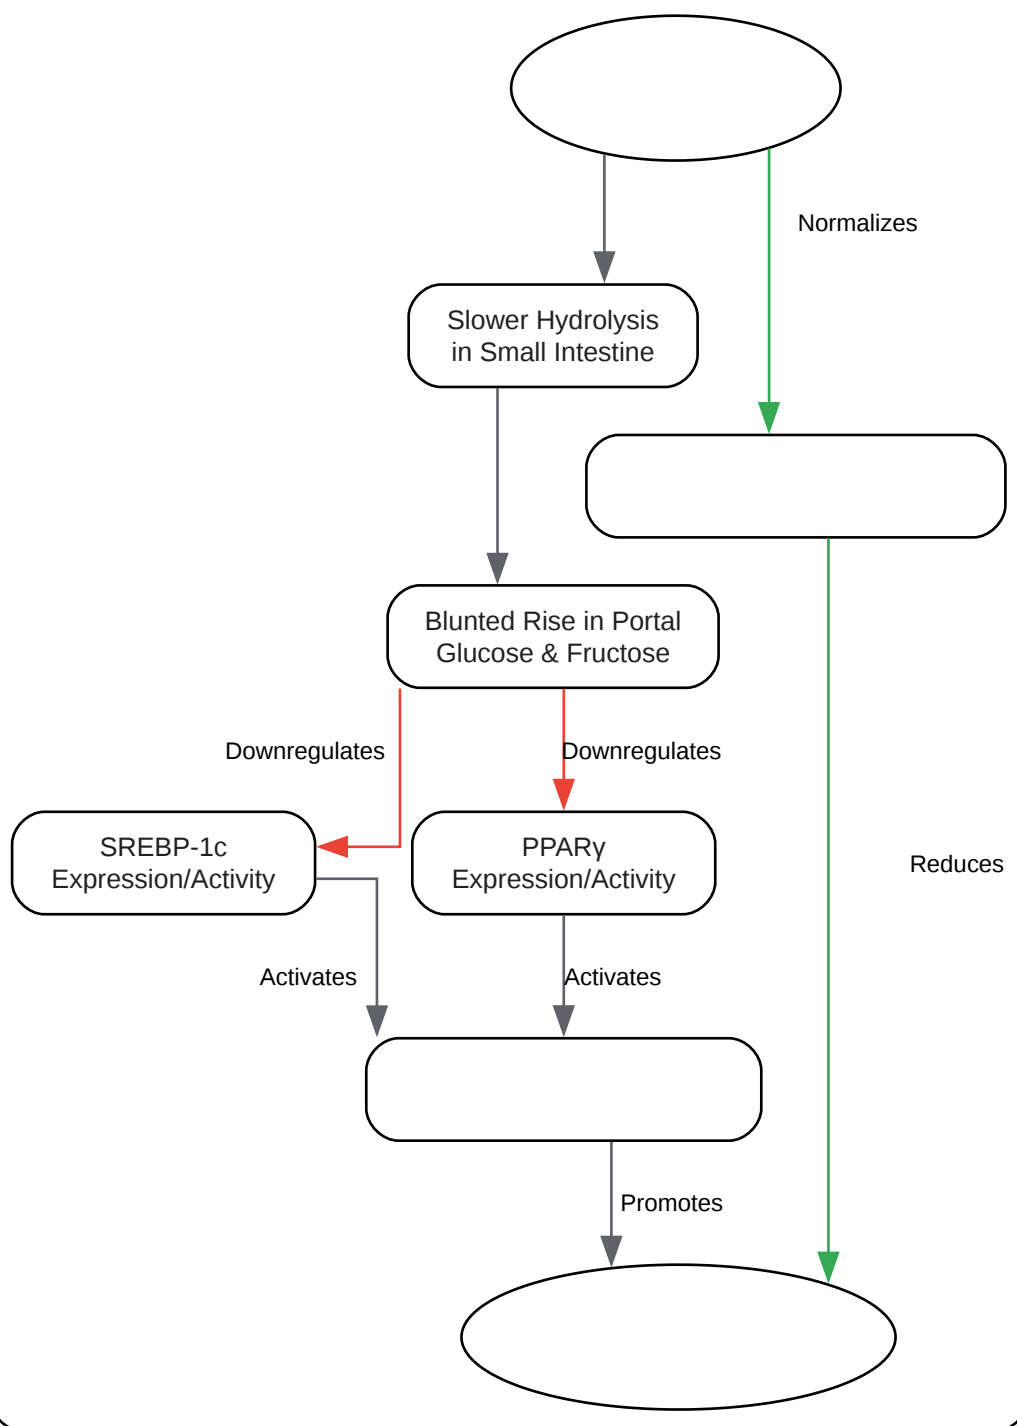 Normalizes
Slower Hydrolysis
in Small Intestine
Blunted Rise in Portal
Glucose & Fructose
Downregulates
Downregulates
SREBP-1c
Expression/Activity
PPARγ
Expression/Activity
Reduces
Activates
Activates
Promotes